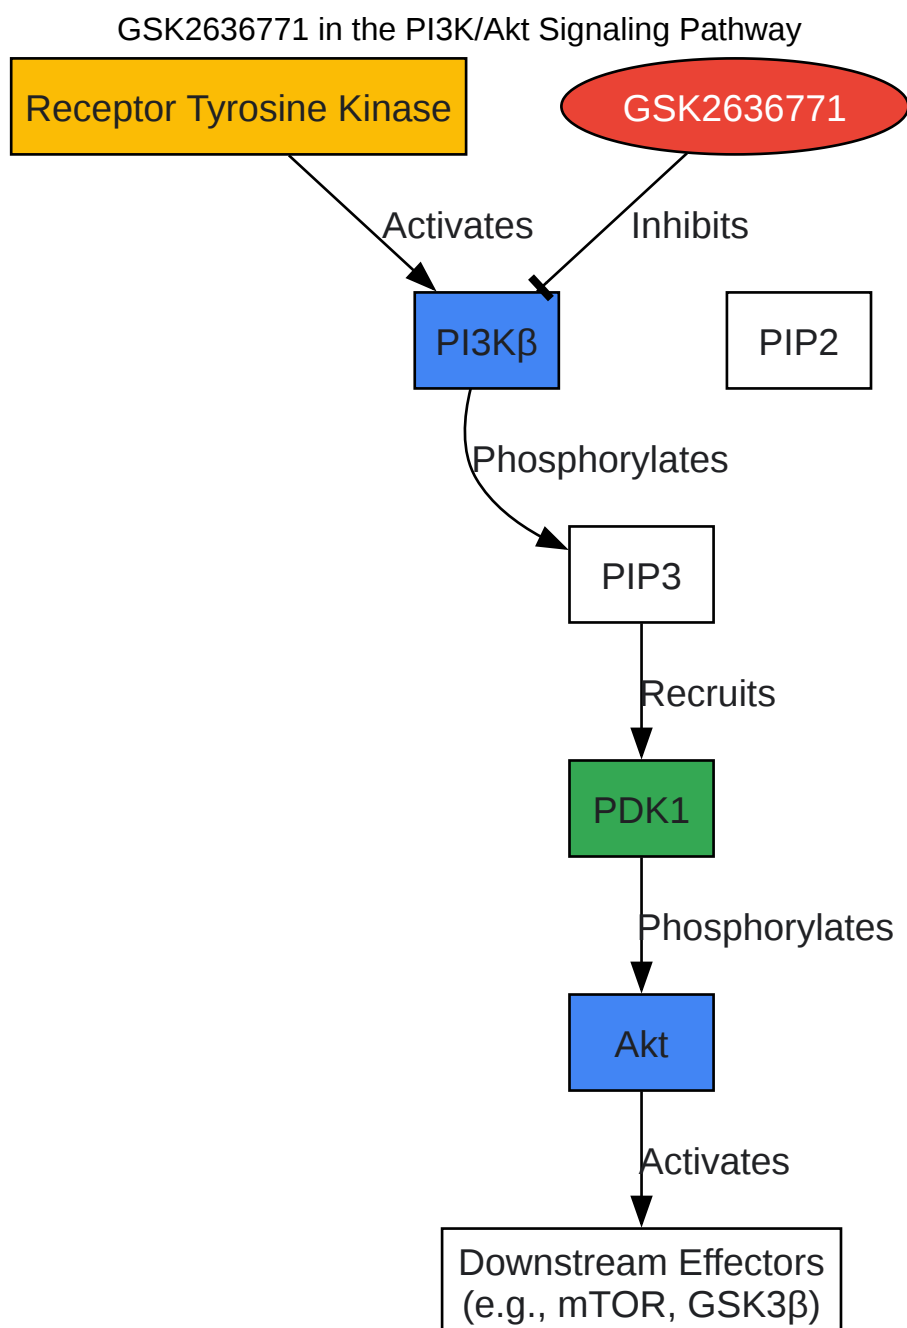 GSK2636771 in the PI3K/Akt Signaling Pathway
Receptor Tyrosine Kinase
GSK2636771
Activates
Inhibits
PI3Kβ
PIP2
Phosphorylates
PIP3
Recruits
PDK1
Phosphorylates
Akt
Activates
Downstream Effectors
(e.g., mTOR, GSK3β)